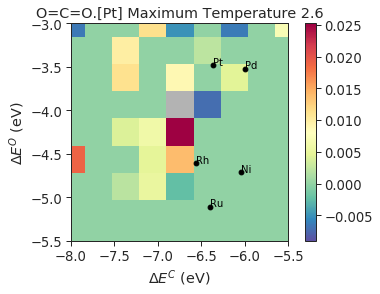 O=C=O.[Pt] Maximum Temperature 2.6
−3.0
−3.5
−4.0
−4.5
−5.0
−5.5
ΔE^O (eV)
Pt
Pd
Rh
Ni
Ru
−8.0 −7.5 −7.0 −6.5 −6.0 −5.5
ΔE^C (eV)
0.025
0.020
0.015
0.010
0.005
0.000
−0.005